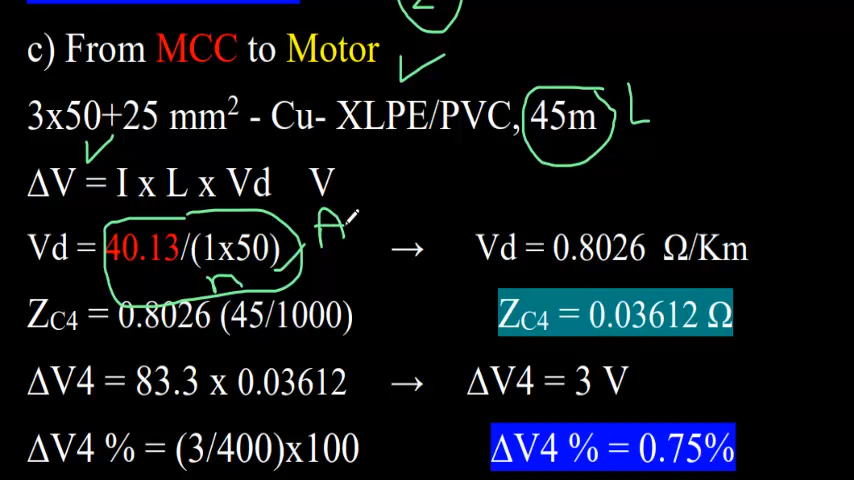 c) From MCC to Motor
3x50+25 mm² - Cu- XLPE/PVC, 45m L
ΔV = I x L x Vd V
Vd = 40.13/(1x50) A → Vd = 0.8026 Ω/Km
n
ZC4 = 0.8026 (45/1000) ZC4 = 0.03612 Ω
ΔV4 = 83.3 x 0.03612 → ΔV4 = 3 V
ΔV4 % = (3/400)x100 ΔV4 % = 0.75%